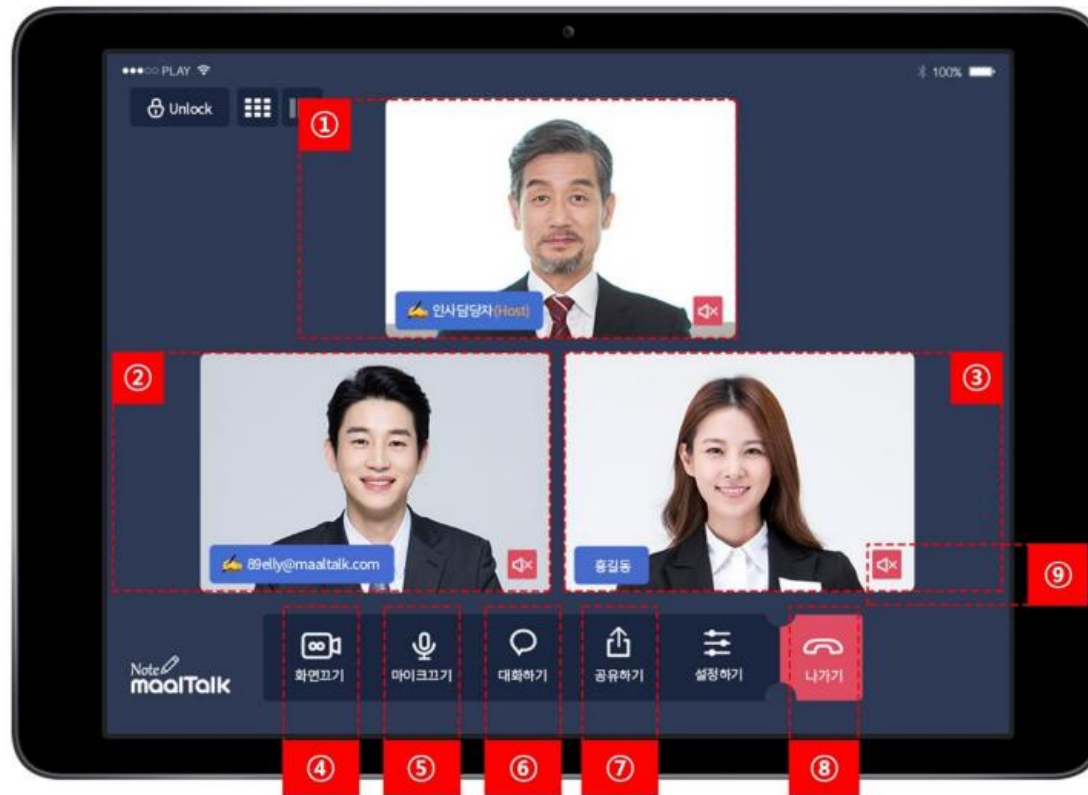 PLAY
100%
Unlock
①
인사담당자(Host)
②
③
89elly@maaltalk.com
홍길동
⑨
Note
maalTalk
화면끄기
마이크끄기
대화하기
공유하기
설정하기
나가기
④
⑤
⑥
⑦
⑧